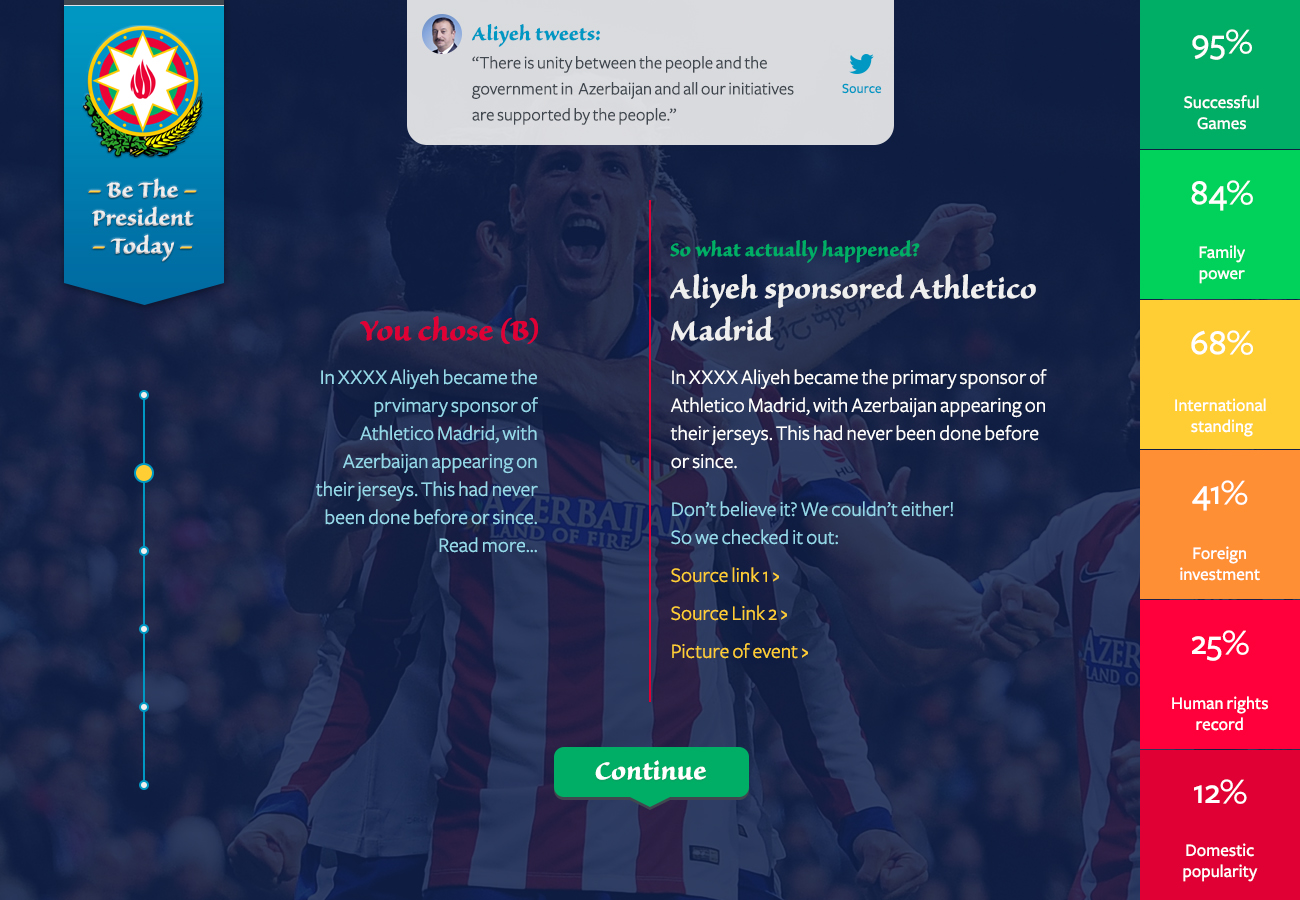 – Be The –
President
– Today –
Aliyeh tweets:
“There is unity between the people and the
government in Azerbaijan and all our initiatives
are supported by the people.”
Source
You chose (B)
In XXXX Aliyeh became the
prvimary sponsor of
Athletico Madrid, with
Azerbaijan appearing on
their jerseys. This had never
been done before or since.
Read more...
So what actually happened?
Aliyeh sponsored Athletico
Madrid
In XXXX Aliyeh became the primary sponsor of
Athletico Madrid, with Azerbaijan appearing on
their jerseys. This had never been done before
or since.
Don’t believe it? We couldn’t either!
So we checked it out:
Source link 1 >
Source Link 2 >
Picture of event >
AZERBAIJAN
LAND OF FIRE
Continue
95%
Successful
Games
84%
Family
power
68%
International
standing
41%
Foreign
investment
25%
Human rights
record
12%
Domestic
popularity
AZER
LAND O